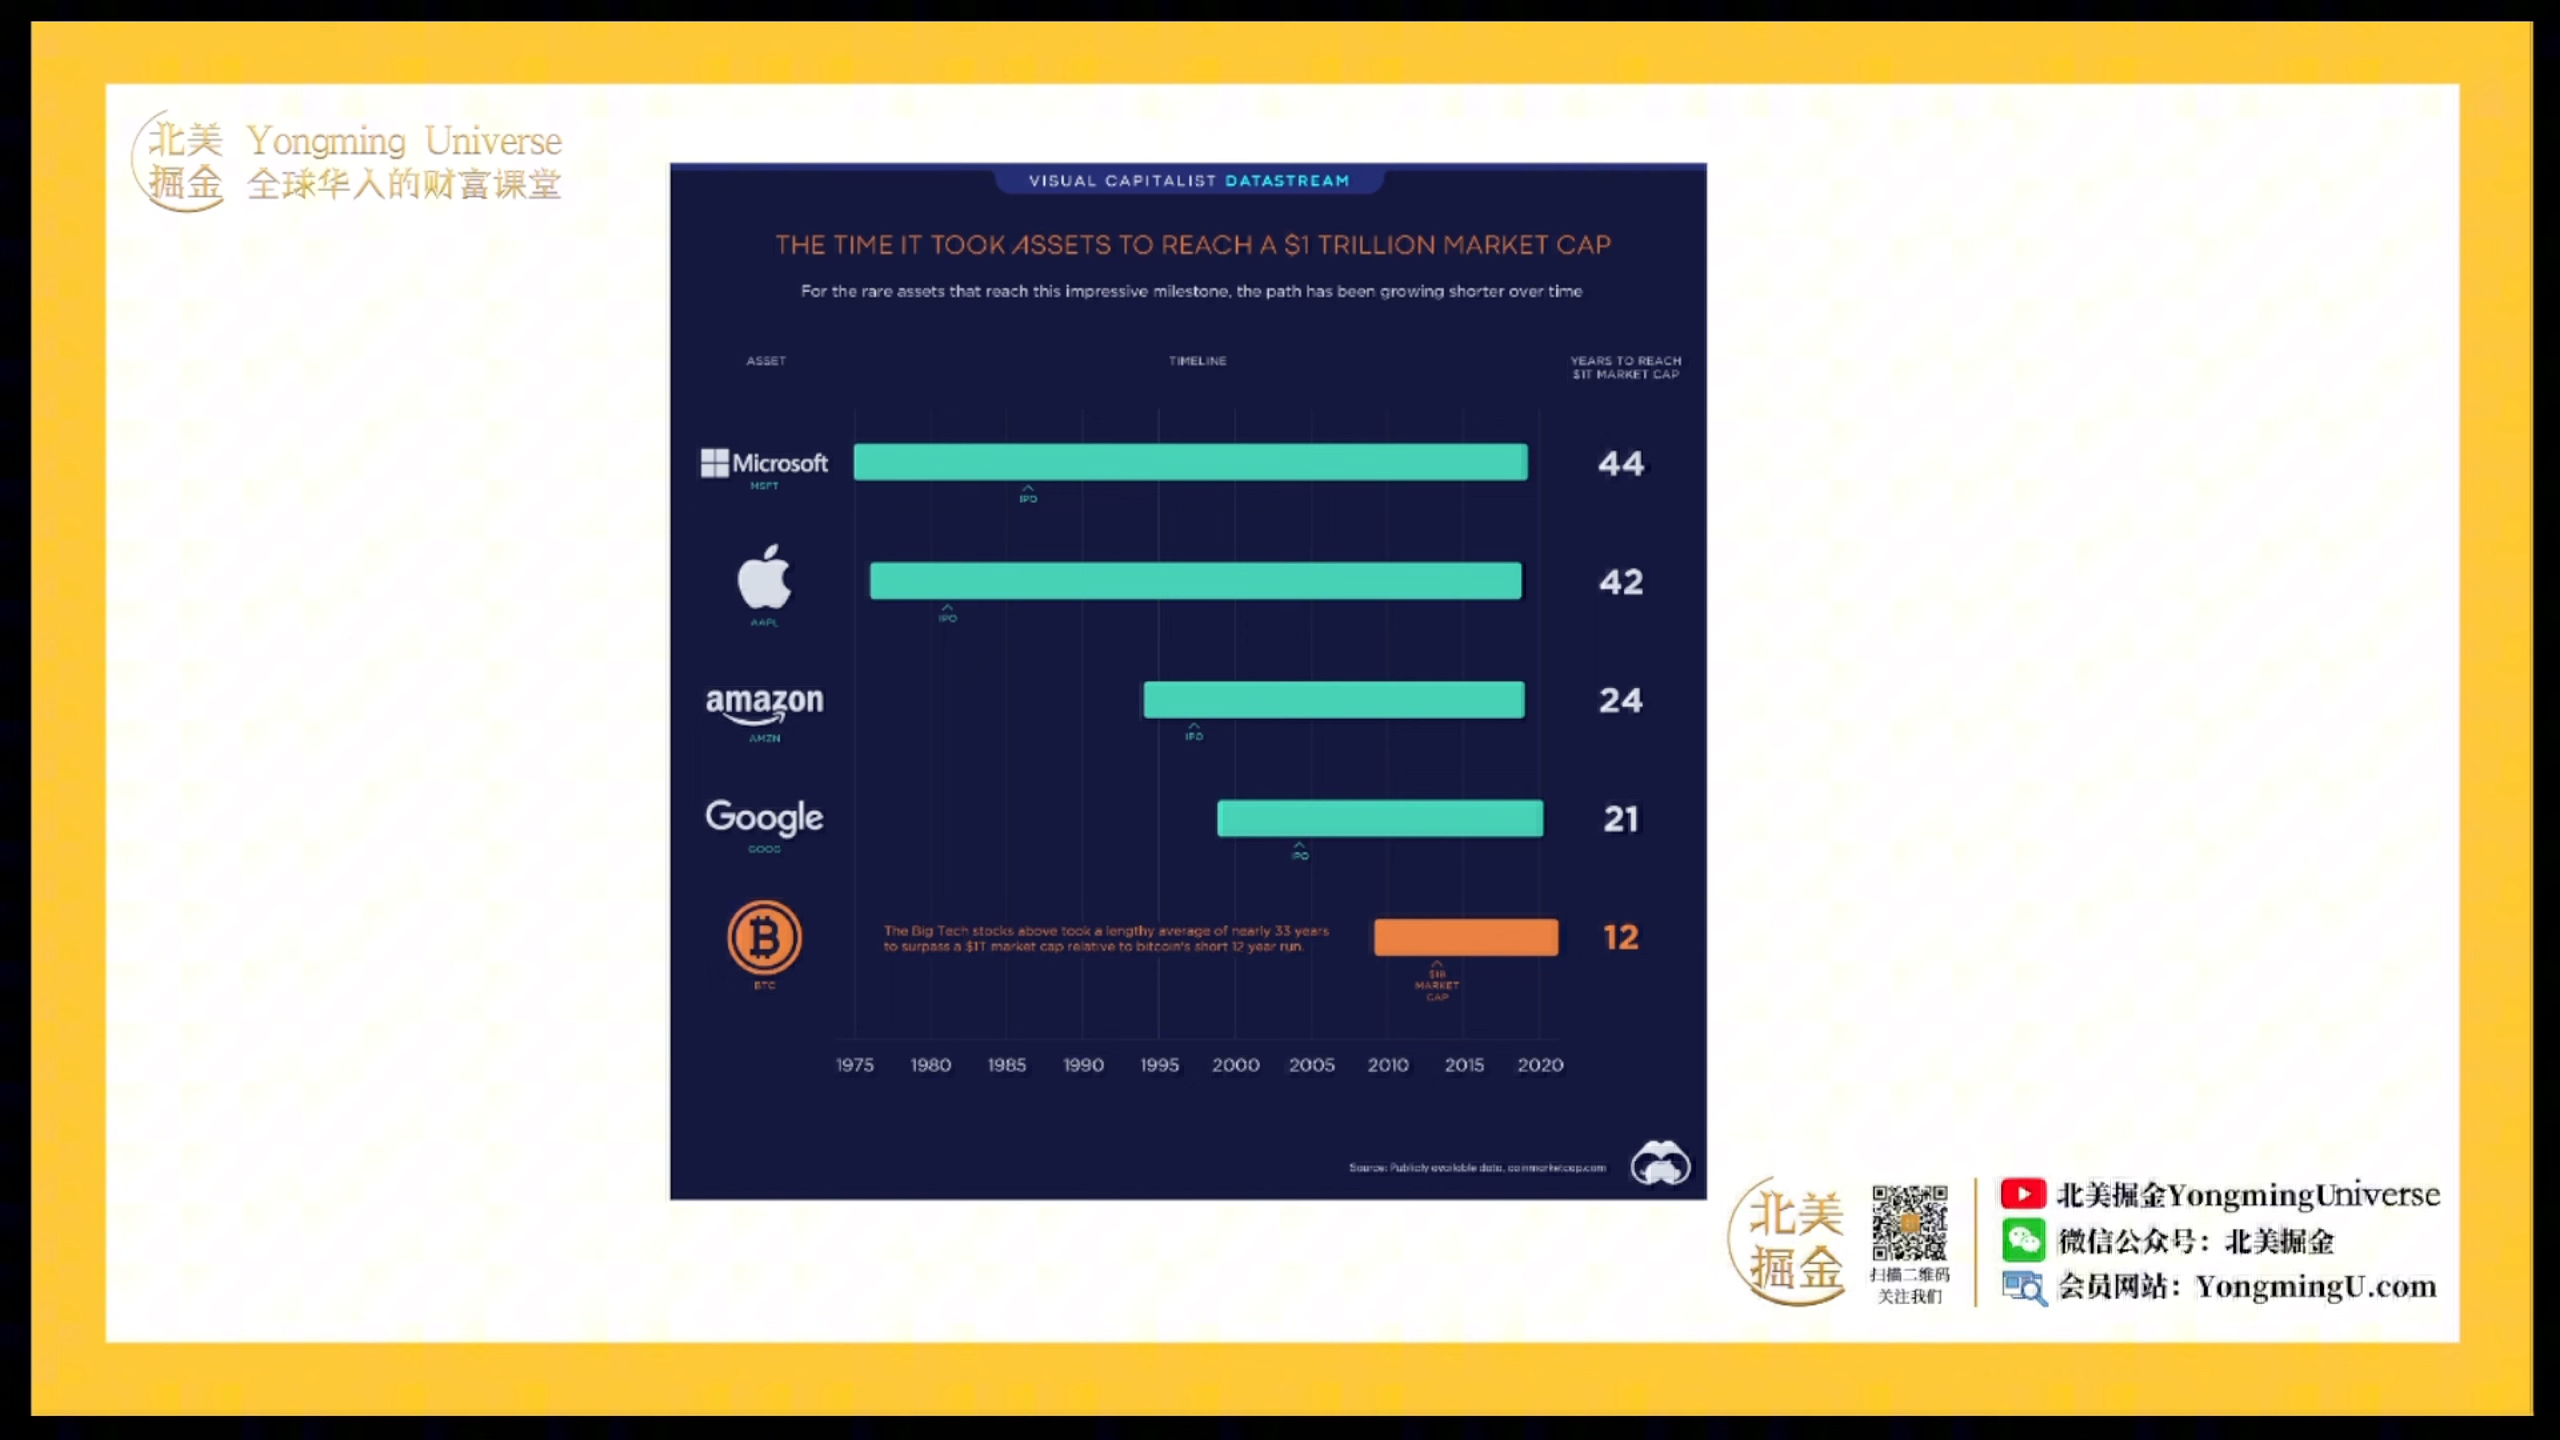 北美 Yongming Universe
掘金 全球华人的财富课堂
VISUAL CAPITALIST DATASTREAM
THE TIME IT TOOK ASSETS TO REACH A $1 TRILLION MARKET CAP
For the rare assets that reach this impressive milestone, the path has been growing shorter over time
ASSET TIMELINE YEARS TO REACH
$1T MARKET CAP
Microsoft 44
MSFT
IPO
42
AAPL
IPO
amazon 24
AMZN
IPO
Google 21
GOOG
IPO
The Big Tech stocks above took a lengthy average of nearly 33 years
to surpass a $1T market cap relative to bitcoin's short 12 year run.
12
BTC
$1B
MARKET
CAP
1975 1980 1985 1990 1995 2000 2005 2010 2015 2020
Source: Publicly available data, coinmarketcap.com
北美
掘金
扫描二维码
关注我们
北美掘金YongmingUniverse
微信公众号：北美掘金
会员网站：YongmingU.com